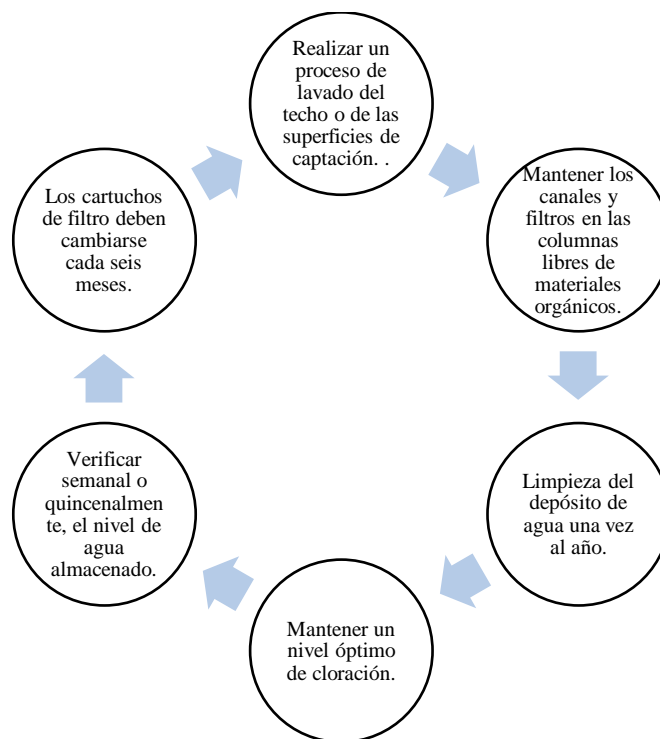 Realizar un
proceso de
lavado del
techo o de las
superficies de
captación. .
Mantener los
canales y
filtros en las
columnas
libres de
materiales
orgánicos.
Limpieza del
depósito de
agua una vez
al año.
Mantener un
nivel óptimo
de cloración.
Verificar
semanal o
quincenalme
nte, el nivel de
agua
almacenado.
Los cartuchos
de filtro deben
cambiarse
cada seis
meses.